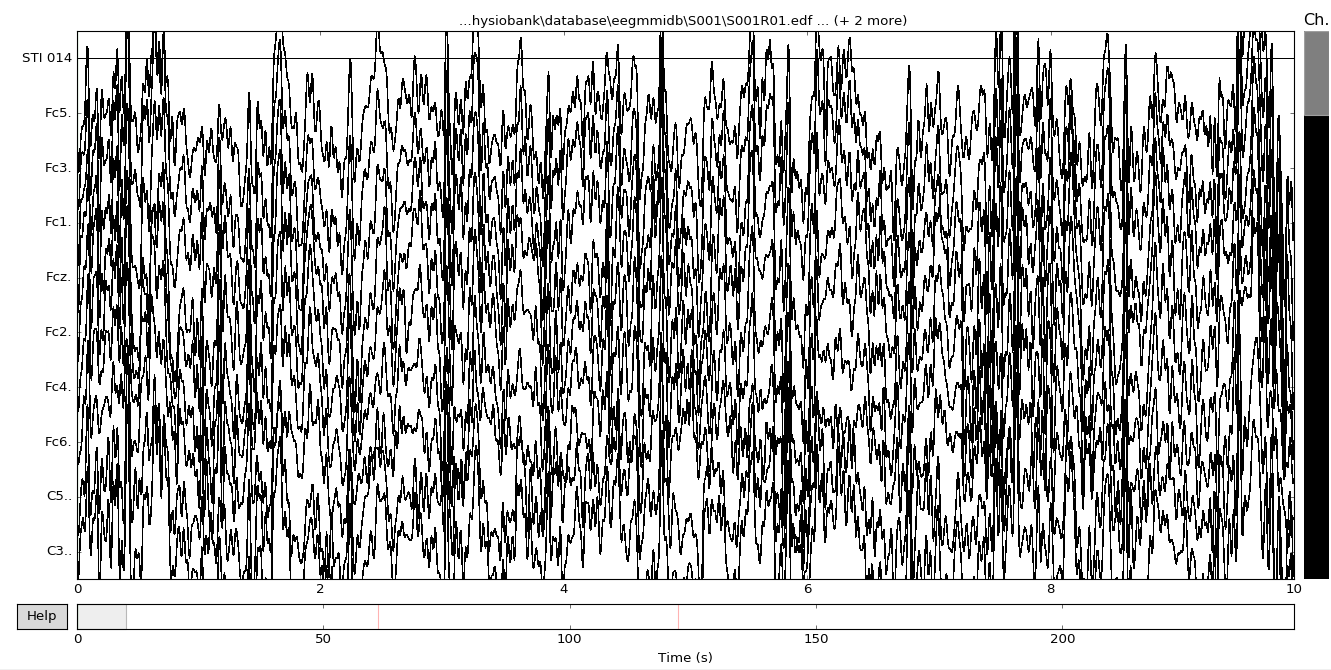 ...hysiobank\database\eegmmidb\S001\S001R01.edf ... (+ 2 more)
Ch.
STI 014
Fc5.
Fc3.
Fc1.
Fcz.
Fc2.
Fc4.
Fc6.
C5..
C3..
0 2 4 6 8 10
Help
0 50 100 150 200
Time (s)